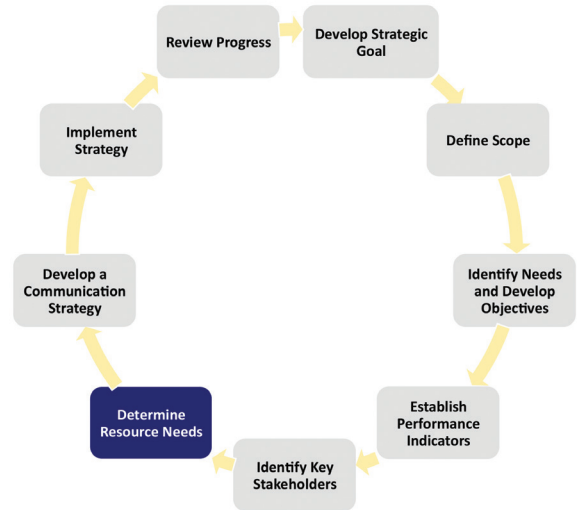 Review Progress
Develop Strategic
Goal
Define Scope
Identify Needs
and Develop
Objectives
Establish
Performance
Indicators
Identify Key
Stakeholders
Determine
Resource Needs
Develop a
Communication
Strategy
Implement
Strategy